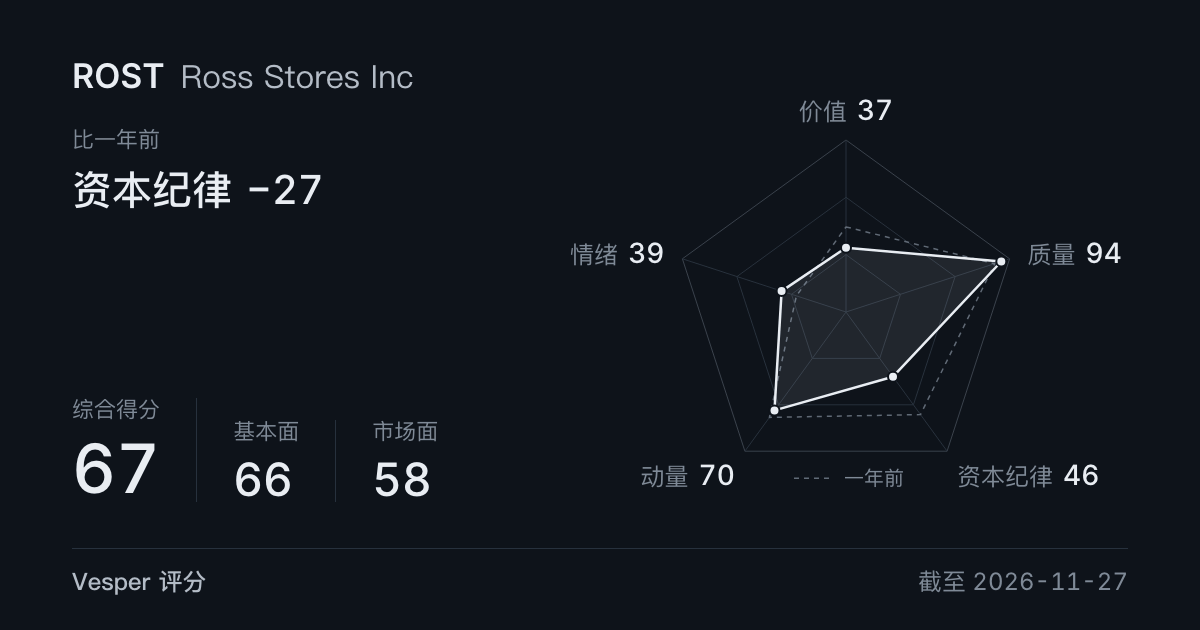 ROST Ross Stores Inc
比一年前
资本纪律 −27
价值 37
情绪 39
质量 94
综合得分
67
基本面
66
市场面
58
动量 70
一年前
资本纪律 46
Vesper 评分
截至 2026-11-27